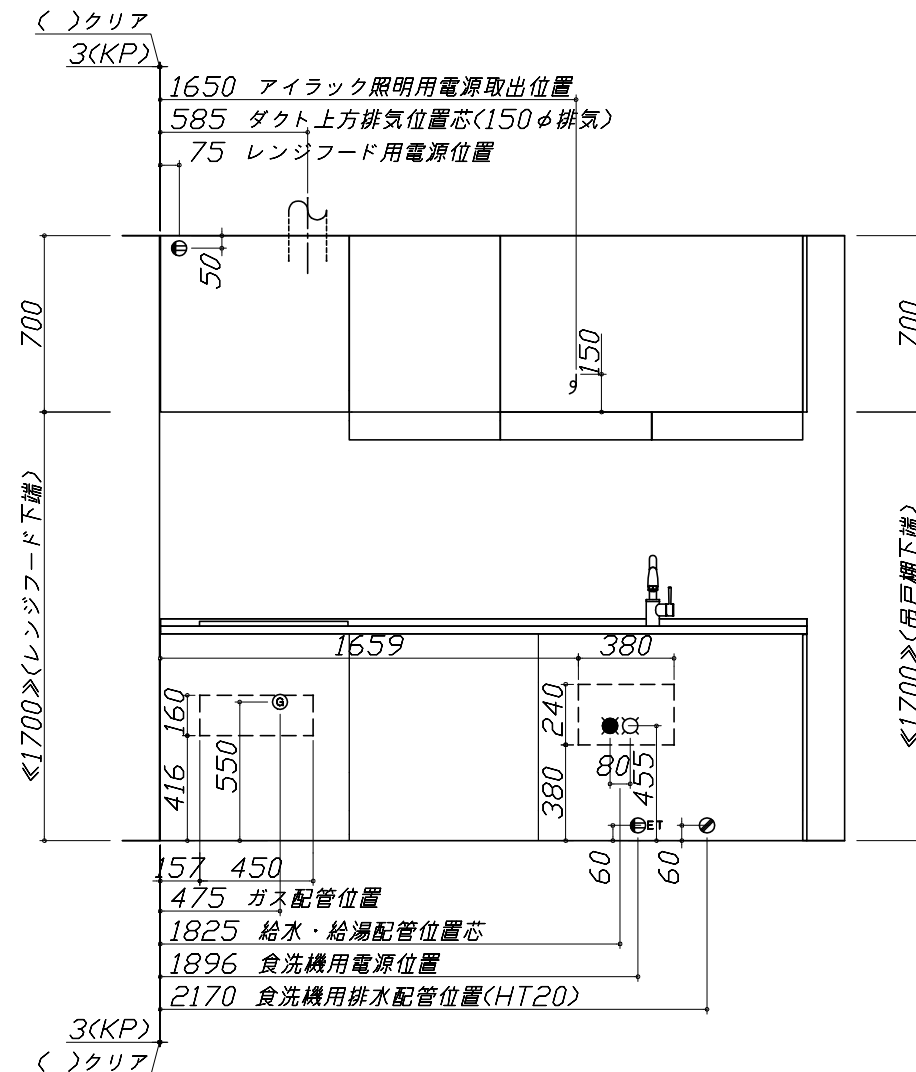 ( )クリア
3(KP)
1650 アイラック照明用電源取出位置
585 ダクト上方排気位置芯(150φ排気)
75 レンジフード用電源位置
50
700
700
150
≪1700≫(レンジフード下端)
≪1700≫(吊戸棚下端)
1659
380
160
416
550
G
240
380
80
455
ET
60
60
157
450
475 ガス配管位置
1825 給水・給湯配管位置芯
1896 食洗機用電源位置
2170 食洗機用排水配管位置(HT20)
3(KP)
( )クリア